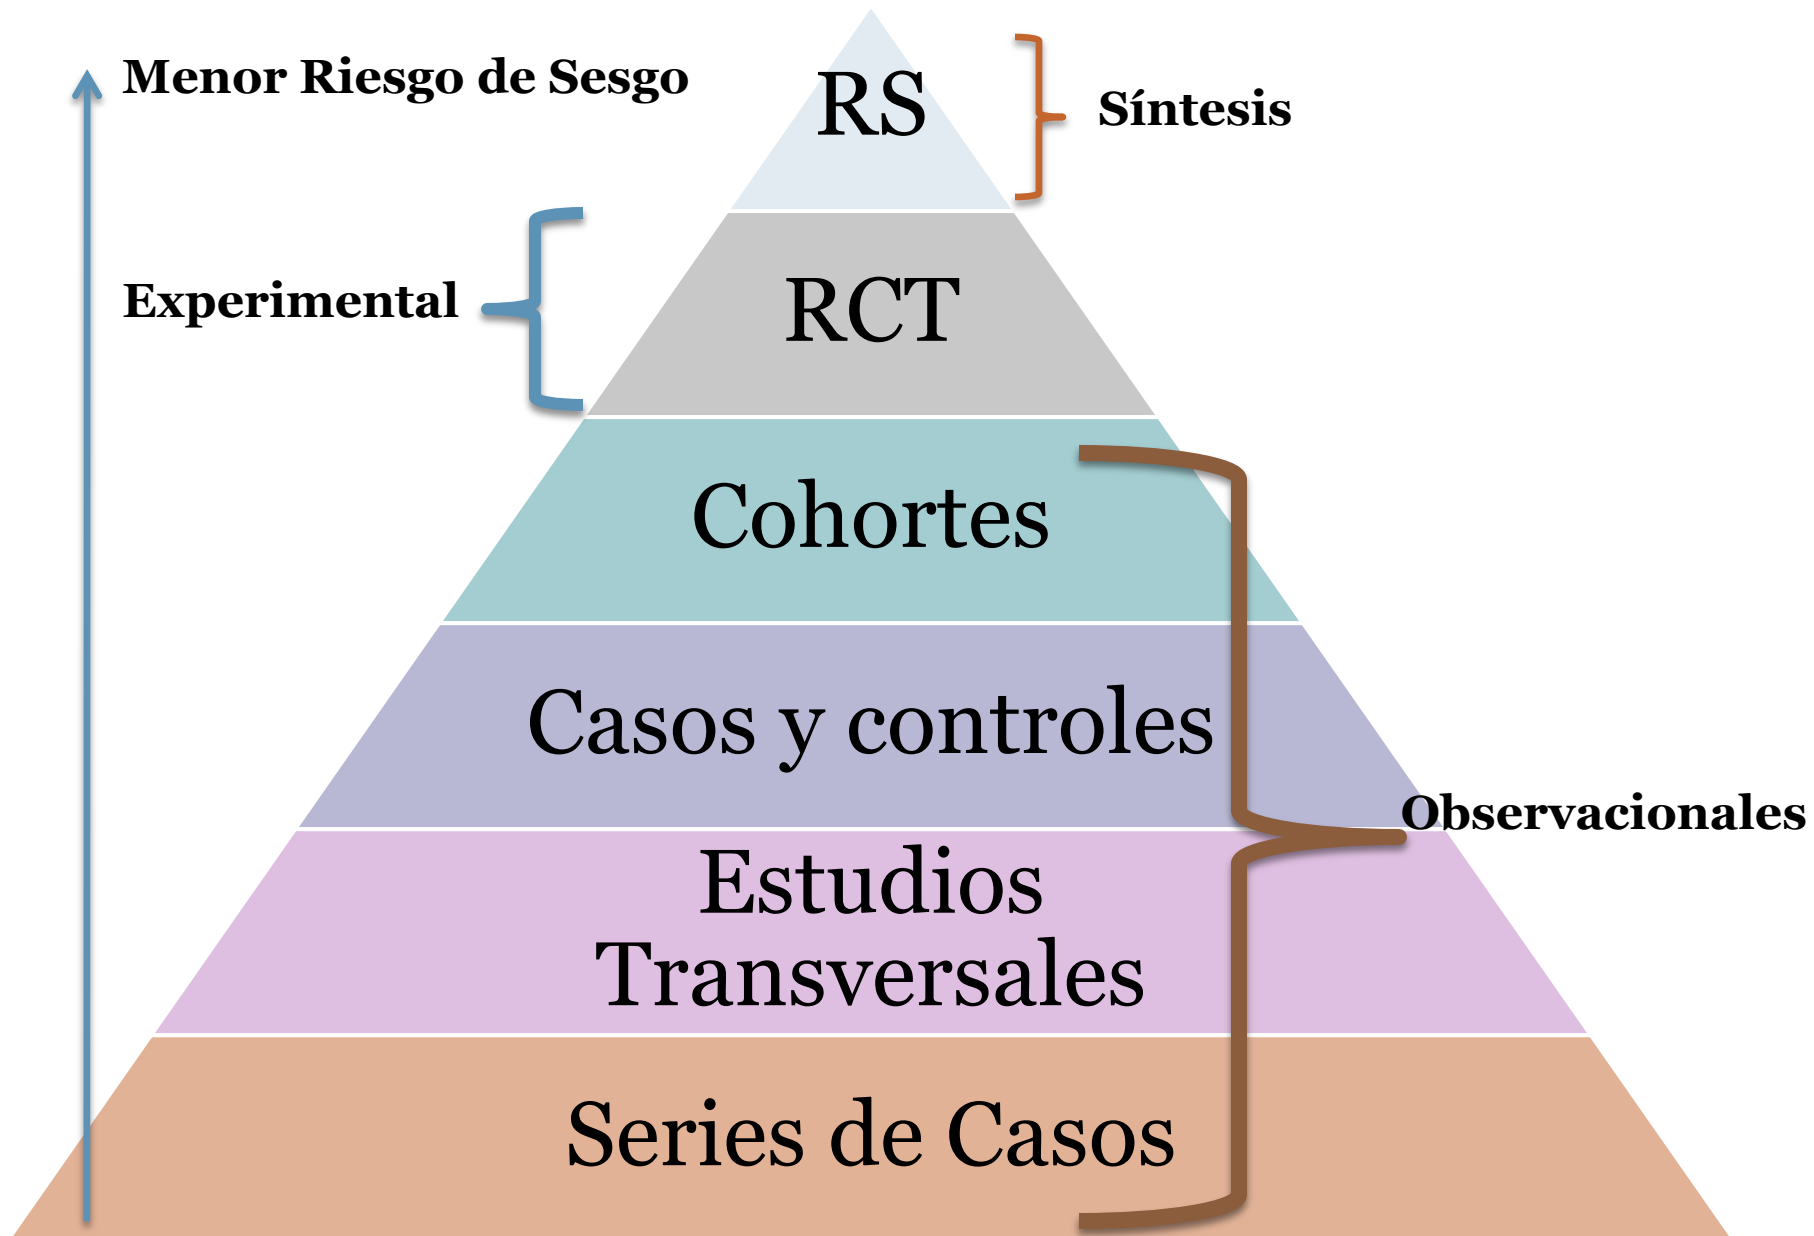 Menor Riesgo de Sesgo
RS
Síntesis
Experimental
RCT
Cohortes
Casos y controles
Observacionales
Estudios
Transversales
Series de Casos